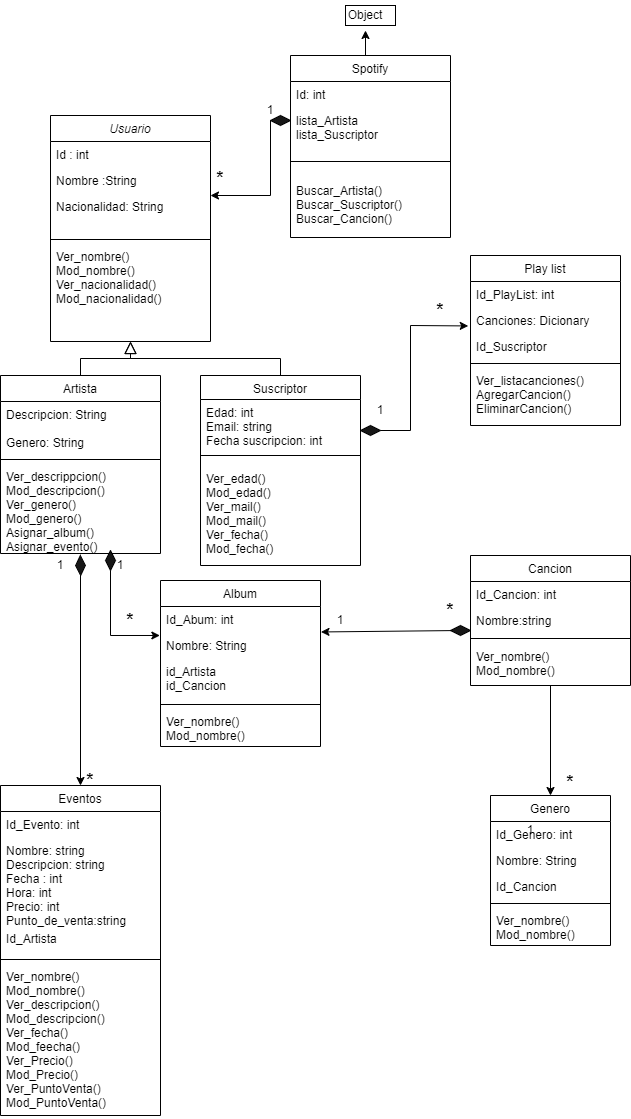 Object
Spotify
Id: int
lista_Artista
lista_Suscriptor
Buscar_Artista()
Buscar_Suscriptor()
Buscar_Cancion()
1
*
Usuario
Id : int
Nombre :String
Nacionalidad: String
Ver_nombre()
Mod_nombre()
Ver_nacionalidad()
Mod_nacionalidad()
Play list
Id_PlayList: int
Canciones: Dicionary
Id_Suscriptor
Ver_listacanciones()
AgregarCancion()
EliminarCancion()
*
1
Artista
Descripcion: String
Genero: String
Ver_descrippcion()
Mod_descripcion()
Ver_genero()
Mod_genero()
Asignar_album()
Asignar_evento()
Suscriptor
Edad: int
Email: string
Fecha suscripcion: int
Ver_edad()
Mod_edad()
Ver_mail()
Mod_mail()
Ver_fecha()
Mod_fecha()
1
1
*
Album
Id_Abum: int
Nombre: String
id_Artista
id_Cancion
Ver_nombre()
Mod_nombre()
1
*
Cancion
Id_Cancion: int
Nombre:string
Ver_nombre()
Mod_nombre()
*
*
Eventos
Id_Evento: int
Nombre: string
Descripcion: string
Fecha : int
Hora: int
Precio: int
Punto_de_venta:string
Id_Artista
Ver_nombre()
Mod_nombre()
Ver_descripcion()
Mod_descripcion()
Ver_fecha()
Mod_feecha()
Ver_Precio()
Mod_Precio()
Ver_PuntoVenta()
Mod_PuntoVenta()
Genero
1
Id_Genero: int
Nombre: String
Id_Cancion
Ver_nombre()
Mod_nombre()